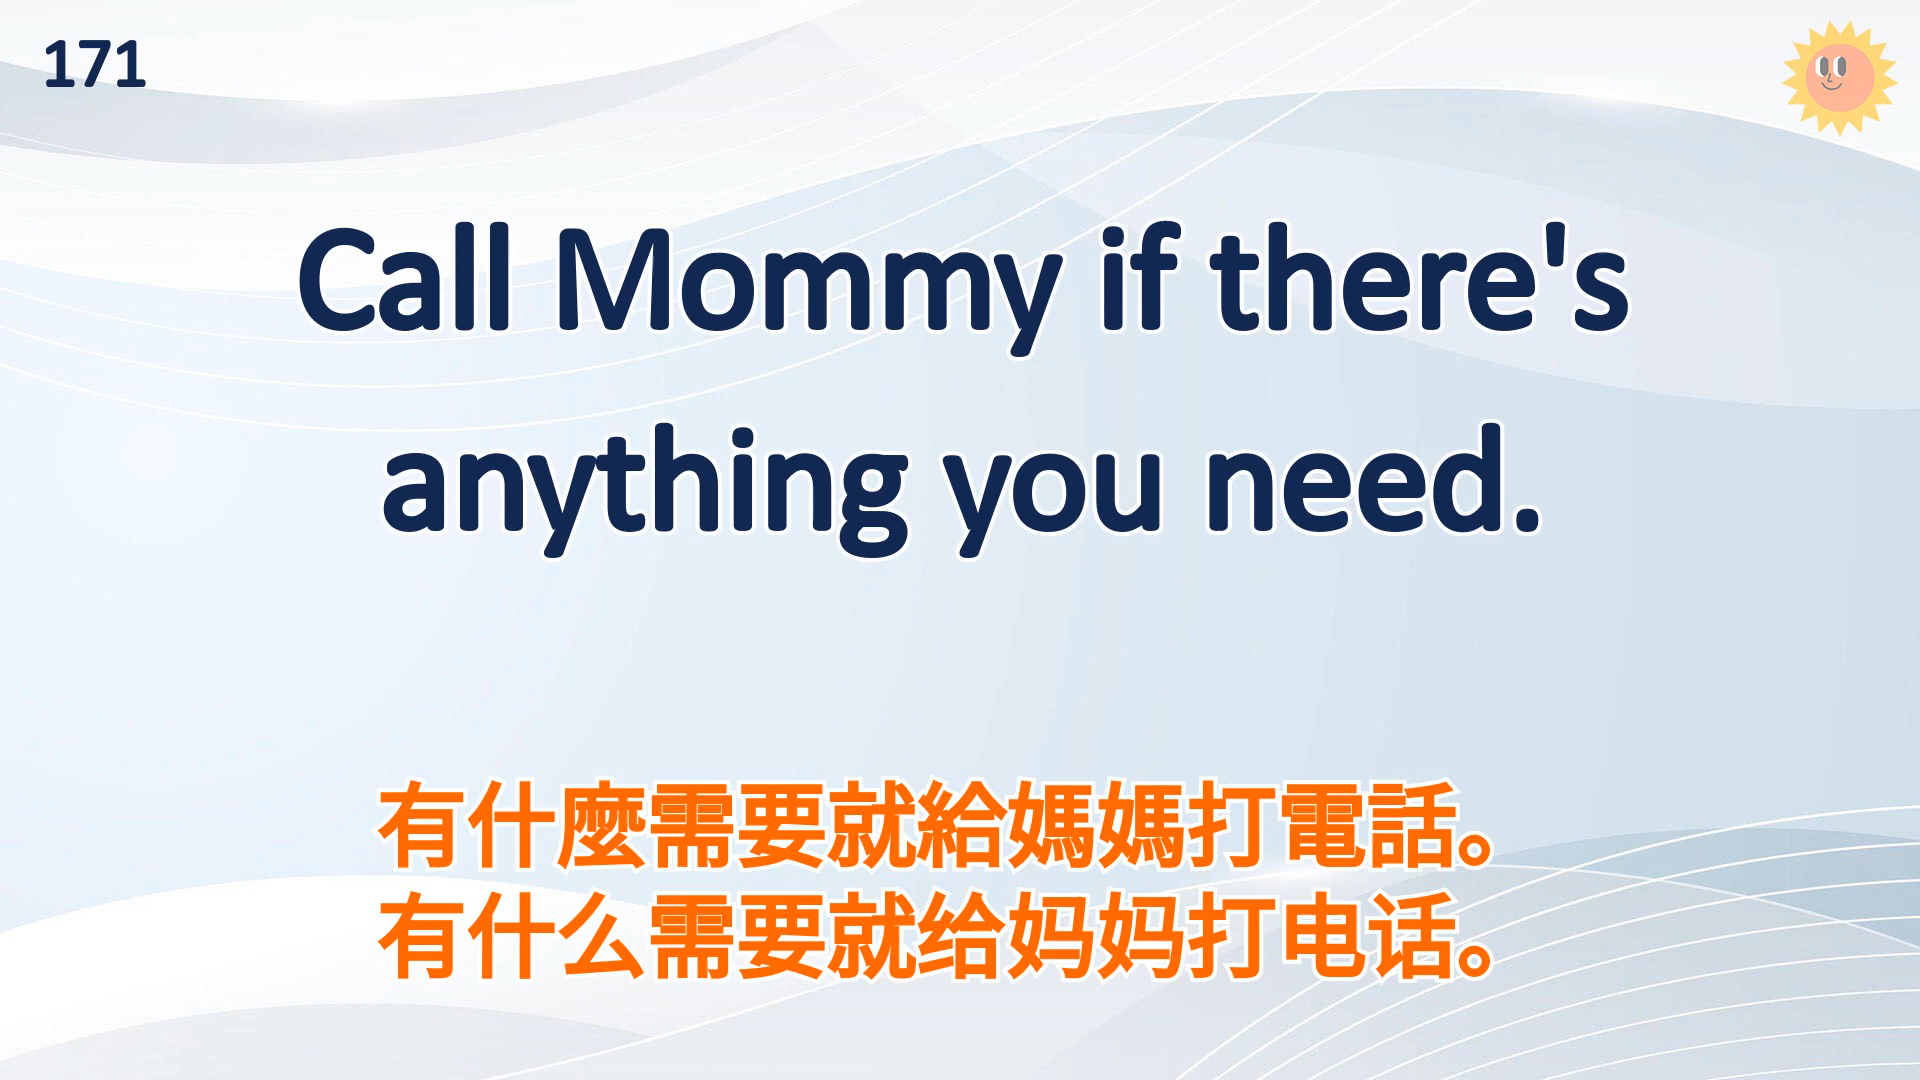 171
Call Mommy if there's
anything you need.
有什麼需要就給媽媽打電話。
有什么需要就给妈妈打电话。